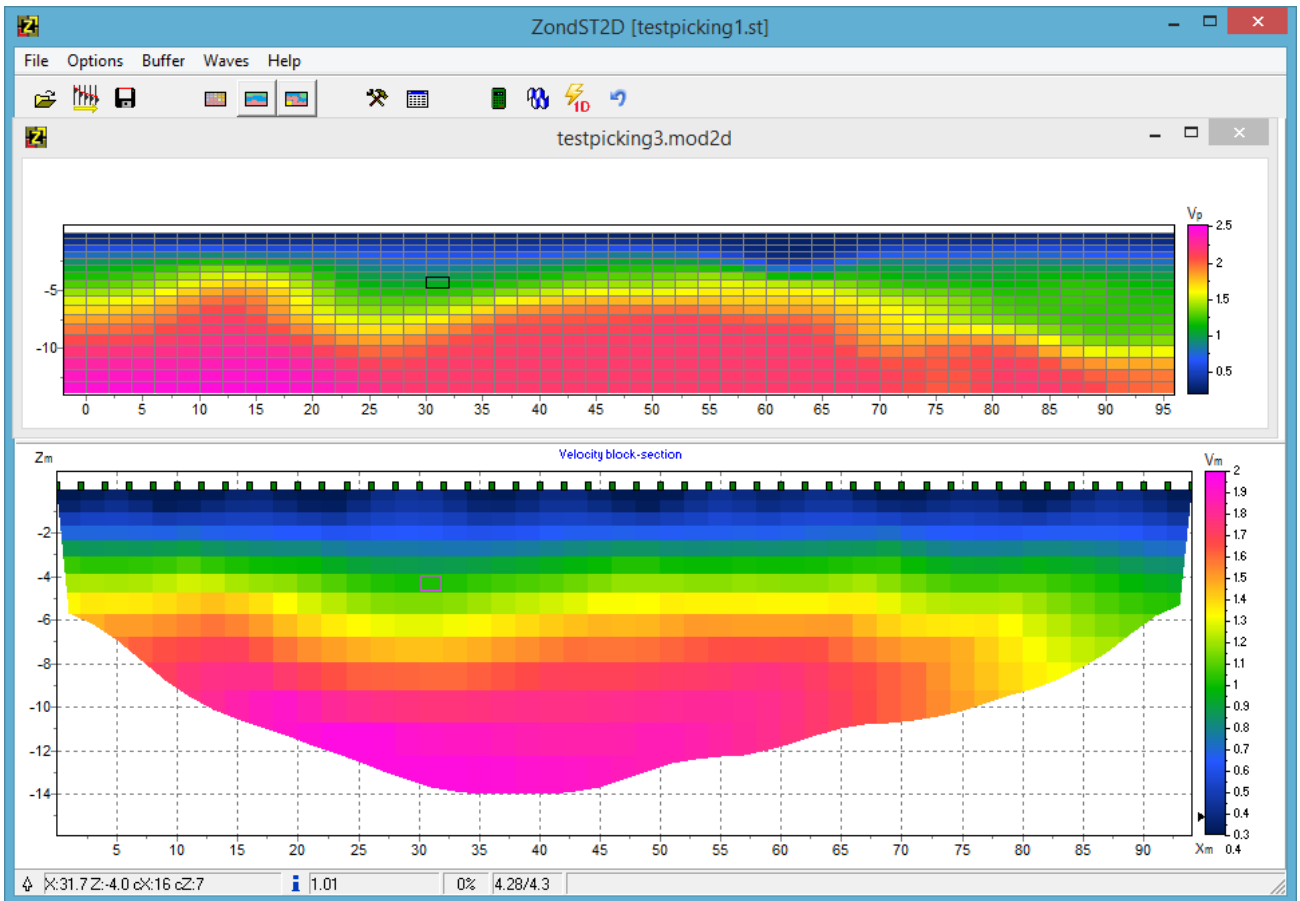 ZondST2D [testpicking1.st]
File Options Buffer Waves Help
1D
testpicking3.mod2d
Vp
2.5
2
1.5
1
0.5
-5
-10
0 5 10 15 20 25 30 35 40 45 50 55 60 65 70 75 80 85 90 95
Zm
Velocity block-section
Vm
2
1.9
1.8
1.7
1.6
1.5
1.4
1.3
1.2
1.1
1
0.9
0.8
0.7
0.6
0.5
0.4
0.3
-2
-4
-6
-8
-10
-12
-14
5 10 15 20 25 30 35 40 45 50 55 60 65 70 75 80 85 90 Xm 0.4
X:31.7 Z:-4.0 cX:16 cZ:7 i 1.01 0% 4.28/4.3